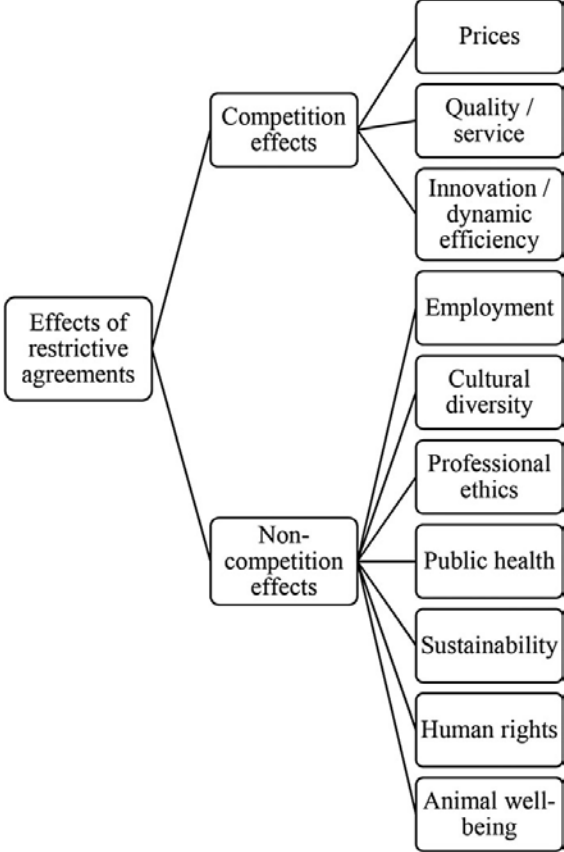 Prices
Competition
effects
Quality /
service
Innovation /
dynamic
efficiency
Effects of
restrictive
agreements
Employment
Cultural
diversity
Professional
ethics
Non-
competition
effects
Public health
Sustainability
Human rights
Animal well-
being